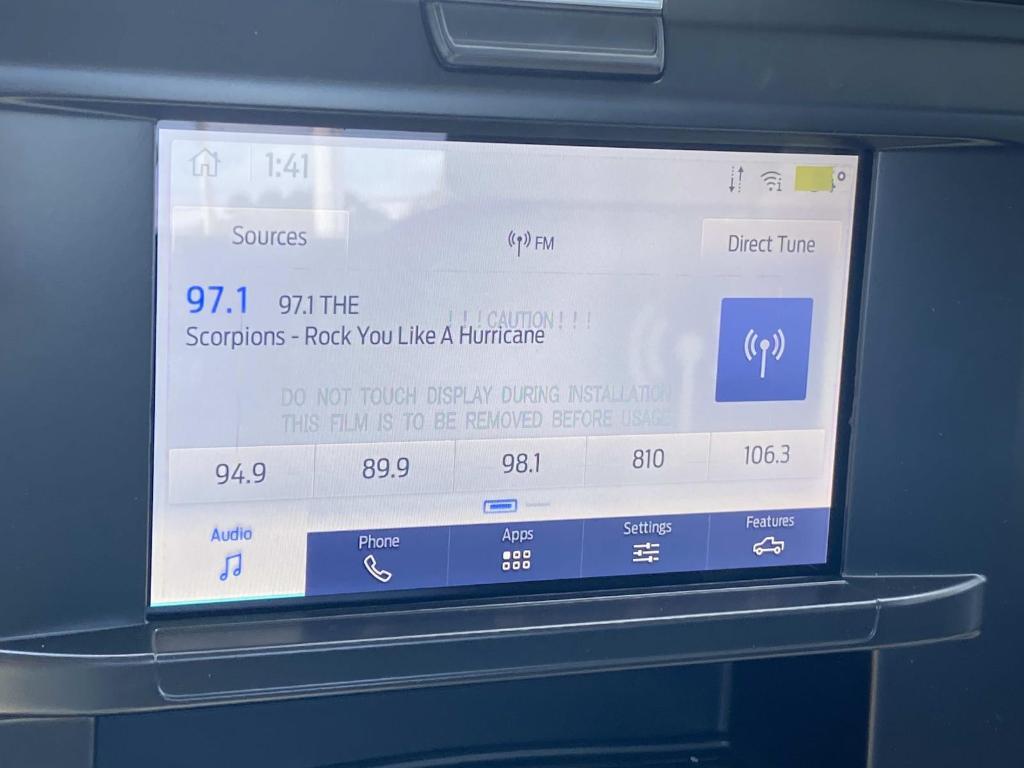 1:41
Sources
FM
Direct Tune
97.1 97.1 THE
! ! ! CAUTION ! ! !
Scorpions - Rock You Like A Hurricane
DO NOT TOUCH DISPLAY DURING INSTALLATION
THIS FILM IS TO BE REMOVED BEFORE USAGE
94.9 89.9 98.1 810 106.3
Audio Phone Apps Settings Features